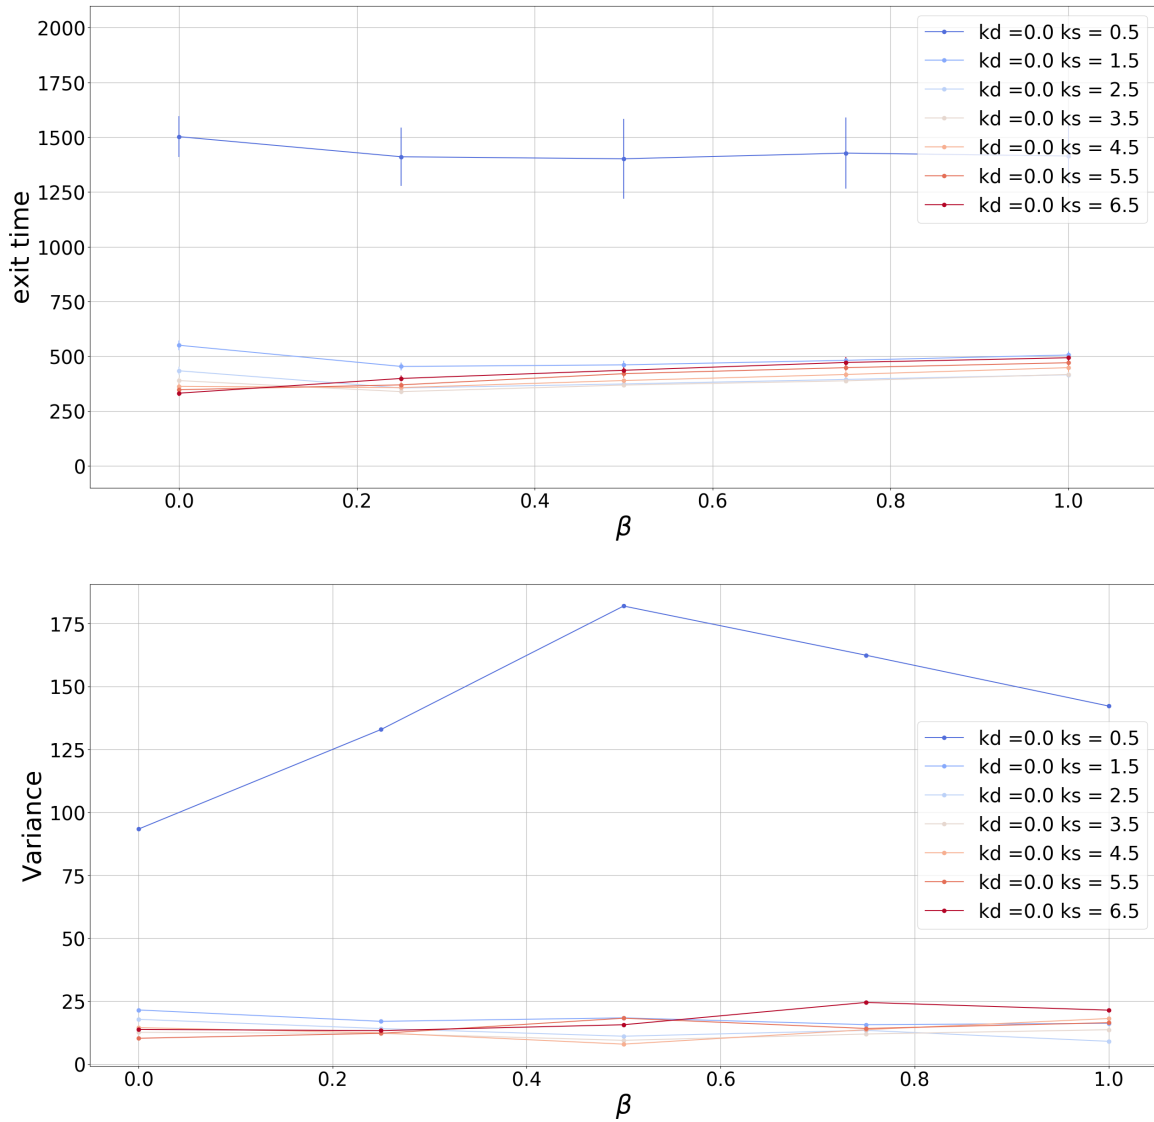 2000
1750
1500
1250
1000
750
500
250
0
exit time
kd =0.0 ks = 0.5
kd =0.0 ks = 1.5
kd =0.0 ks = 2.5
kd =0.0 ks = 3.5
kd =0.0 ks = 4.5
kd =0.0 ks = 5.5
kd =0.0 ks = 6.5
0.0 0.2 0.4 0.6 0.8 1.0
β
175
150
125
100
75
50
25
0
Variance
kd =0.0 ks = 0.5
kd =0.0 ks = 1.5
kd =0.0 ks = 2.5
kd =0.0 ks = 3.5
kd =0.0 ks = 4.5
kd =0.0 ks = 5.5
kd =0.0 ks = 6.5
0.0 0.2 0.4 0.6 0.8 1.0
β